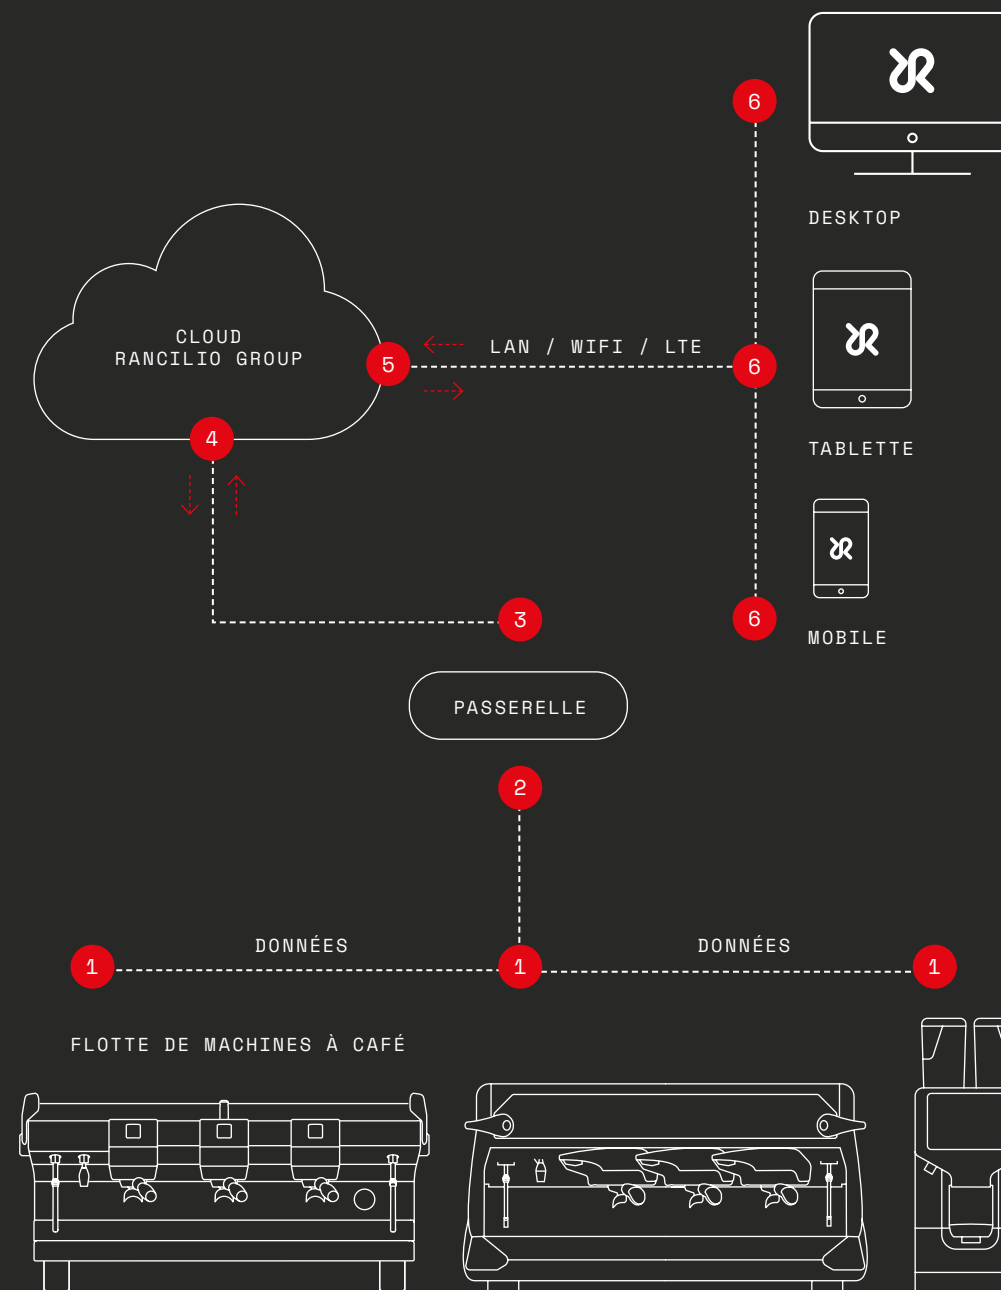 6
DESKTOP
CLOUD
RANCILIO GROUP
5
LAN / WIFI / LTE
6
4
TABLETTE
3
6
MOBILE
PASSERELLE
2
DONNÉES
DONNÉES
1
1
1
FLOTTE DE MACHINES À CAFÉ